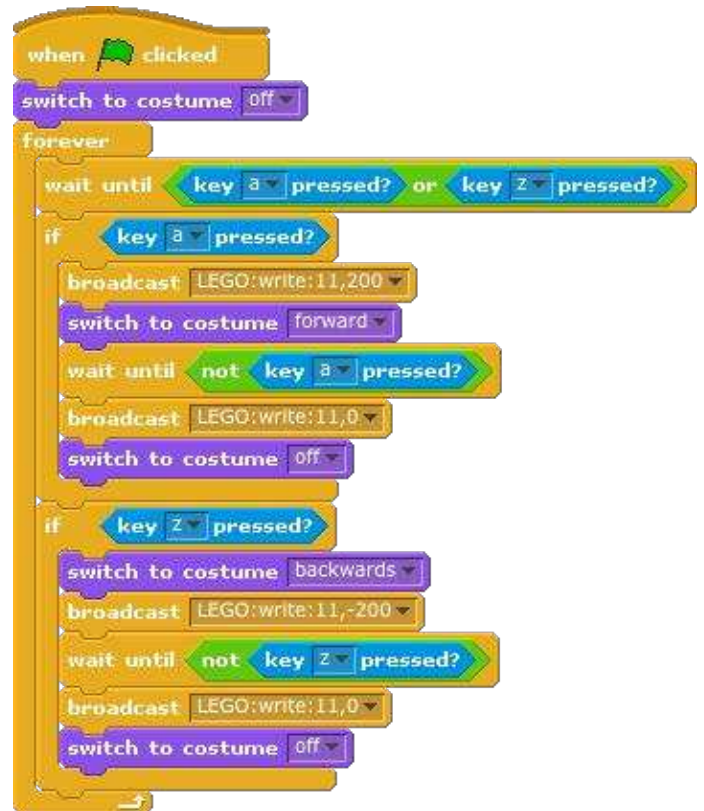 when clicked
switch to costume off
forever
wait until key a pressed? or key z pressed?
if key a pressed?
broadcast LEGO:write:11,200
switch to costume forward
wait until not key a pressed?
broadcast LEGO:write:11,0
switch to costume off
if key z pressed?
switch to costume backwards
broadcast LEGO:write:11,-200
wait until not key z pressed?
broadcast LEGO:write:11,0
switch to costume off